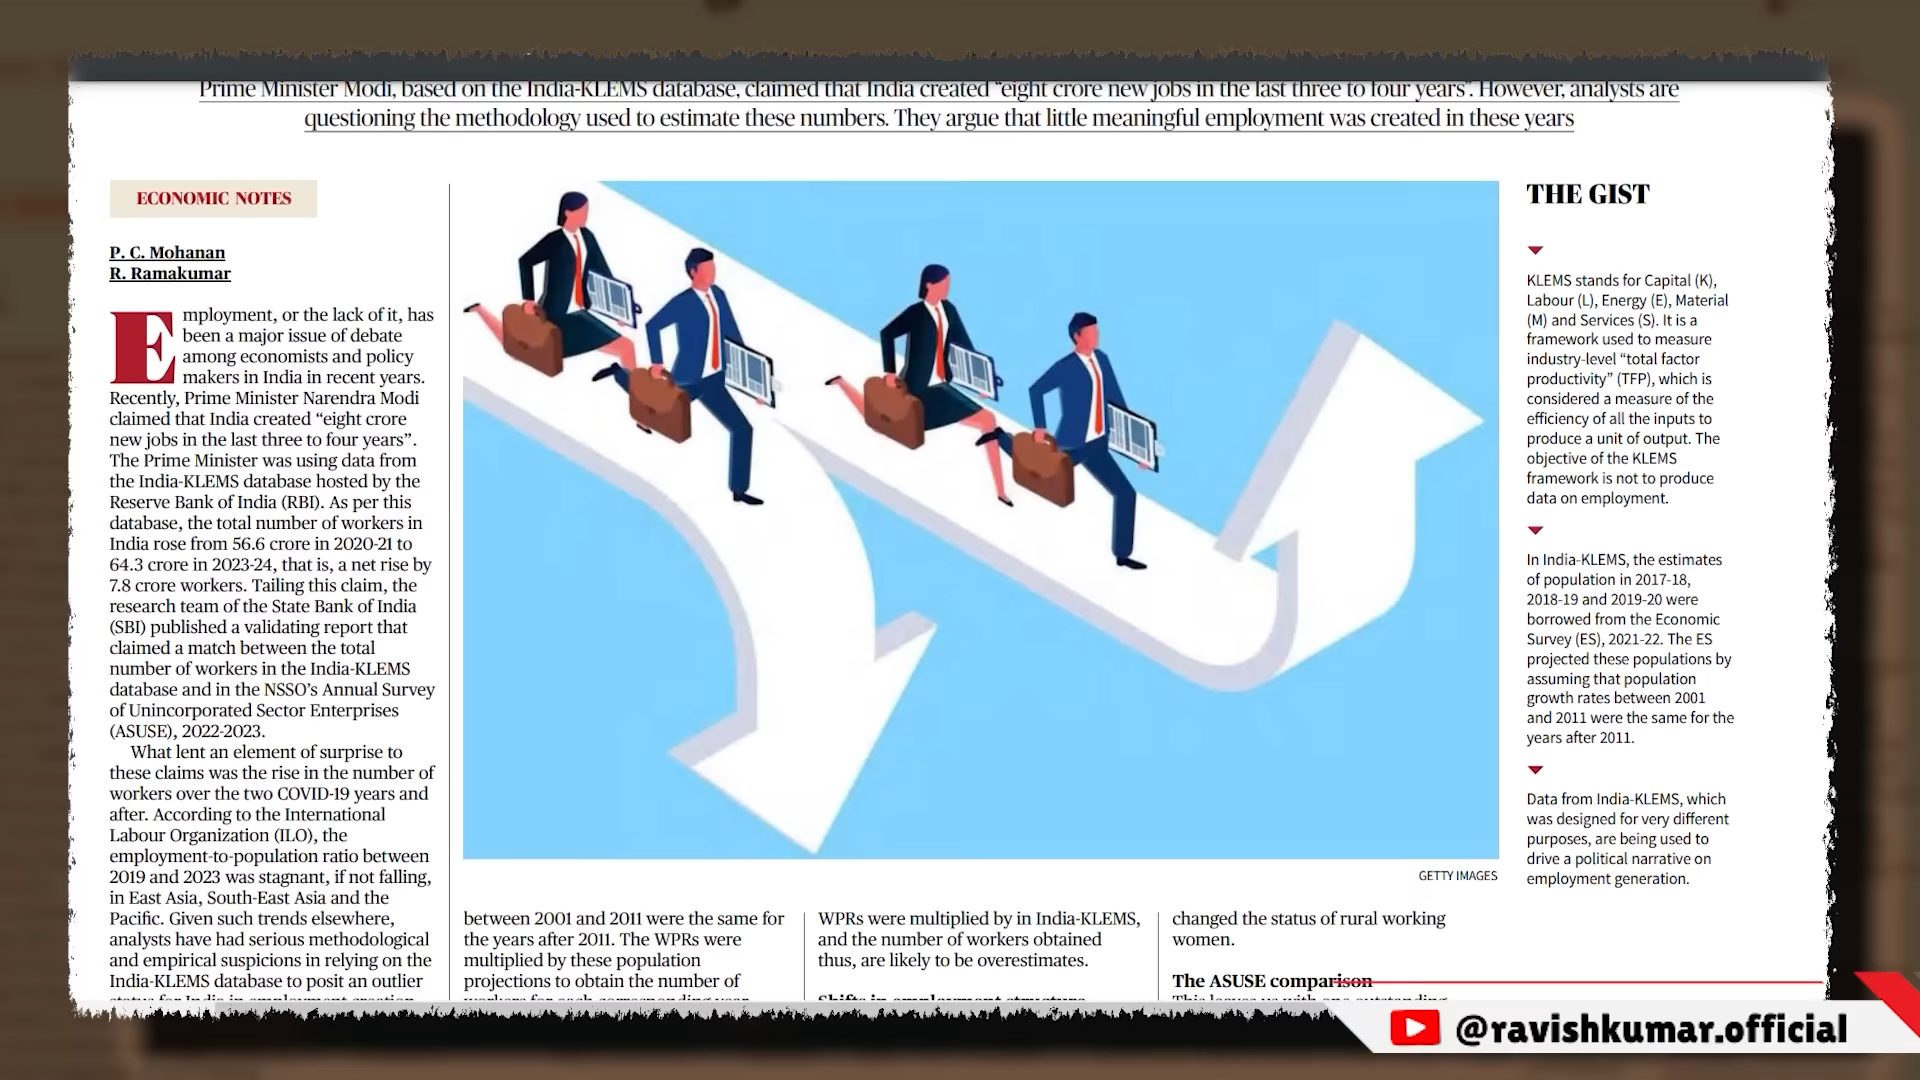 Prime Minister Modi, based on the India-KLEMS database, claimed that India created “eight crore new jobs in the last three to four years”. However, analysts are
questioning the methodology used to estimate these numbers. They argue that little meaningful employment was created in these years
ECONOMIC NOTES
P. C. Mohanan
R. Ramakumar
Employment, or the lack of it, has
been a major issue of debate
among economists and policy
makers in India in recent years.
Recently, Prime Minister Narendra Modi
claimed that India created “eight crore
new jobs in the last three to four years”.
The Prime Minister was using data from
the India-KLEMS database hosted by the
Reserve Bank of India (RBI). As per this
database, the total number of workers in
India rose from 56.6 crore in 2020-21 to
64.3 crore in 2023-24, that is, a net rise by
7.8 crore workers. Tailing this claim, the
research team of the State Bank of India
(SBI) published a validating report that
claimed a match between the total
number of workers in the India-KLEMS
database and in the NSSO’s Annual Survey
of Unincorporated Sector Enterprises
(ASUSE), 2022-2023.
What lent an element of surprise to
these claims was the rise in the number of
workers over the two COVID-19 years and
after. According to the International
Labour Organization (ILO), the
employment-to-population ratio between
2019 and 2023 was stagnant, if not falling,
in East Asia, South-East Asia and the
Pacific. Given such trends elsewhere,
analysts have had serious methodological
and empirical suspicions in relying on the
India-KLEMS database to posit an outlier
GETTY IMAGES
between 2001 and 2011 were the same for
the years after 2011. The WPRs were
multiplied by these population
projections to obtain the number of
WPRs were multiplied by in India-KLEMS,
and the number of workers obtained
thus, are likely to be overestimates.
Shifts in employment structure
changed the status of rural working
women.
The ASUSE comparison
THE GIST
KLEMS stands for Capital (K),
Labour (L), Energy (E), Material
(M) and Services (S). It is a
framework used to measure
industry-level “total factor
productivity” (TFP), which is
considered a measure of the
efficiency of all the inputs to
produce a unit of output. The
objective of the KLEMS
framework is not to produce
data on employment.
In India-KLEMS, the estimates
of population in 2017-18,
2018-19 and 2019-20 were
borrowed from the Economic
Survey (ES), 2021-22. The ES
projected these populations by
assuming that population
growth rates between 2001
and 2011 were the same for the
years after 2011.
Data from India-KLEMS, which
was designed for very different
purposes, are being used to
drive a political narrative on
employment generation.
@ravishkumar.official